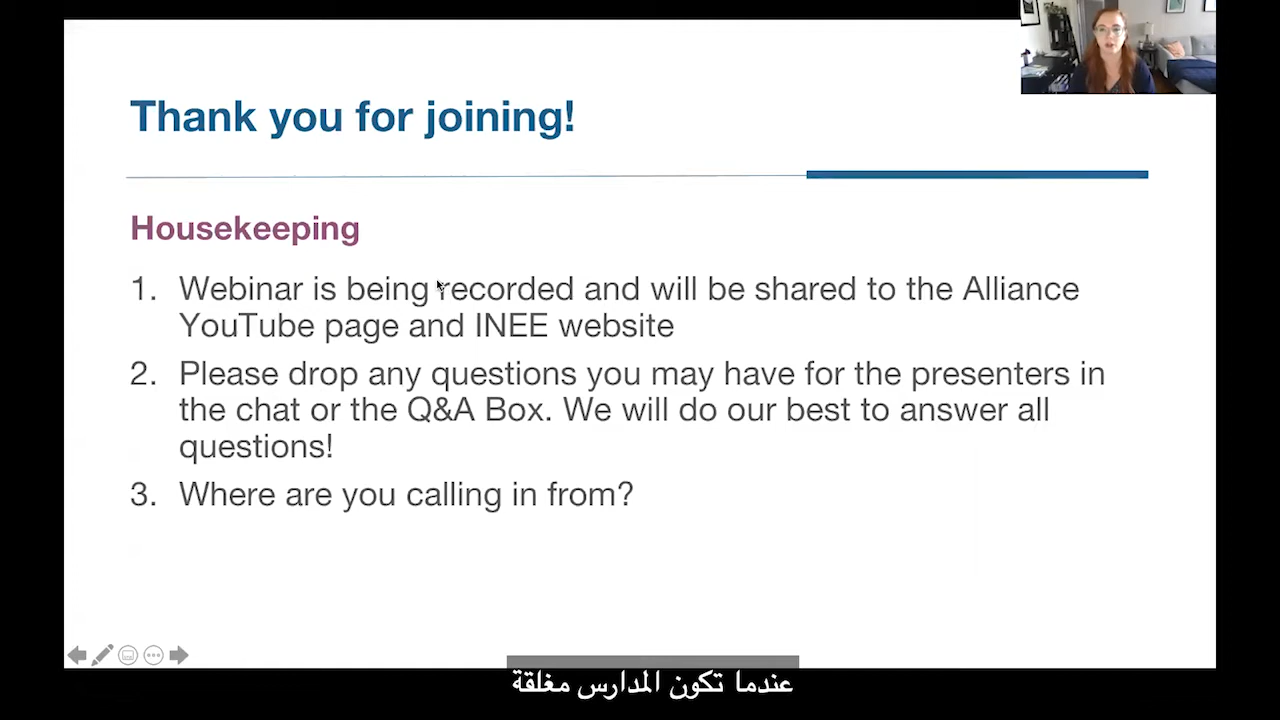 Thank you for joining!
Housekeeping
1. Webinar is being recorded and will be shared to the Alliance
YouTube page and INEE website
2. Please drop any questions you may have for the presenters in
the chat or the Q&A Box. We will do our best to answer all
questions!
3. Where are you calling in from?
عندما تكون المدارس مغلقة